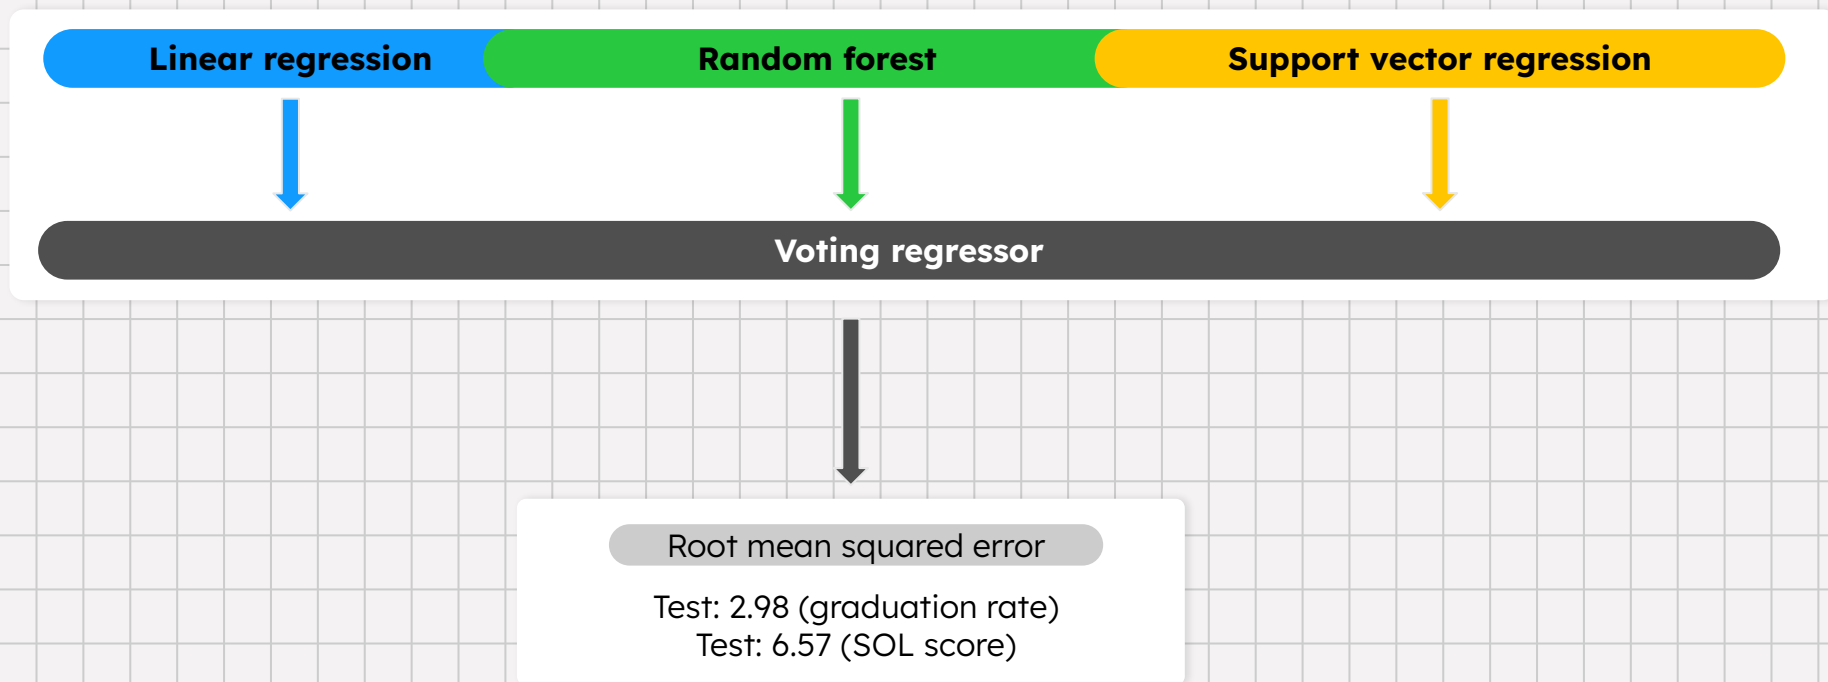 Linear regression
Random forest
Support vector regression
Voting regressor
Root mean squared error
Test: 2.98 (graduation rate)
Test: 6.57 (SOL score)